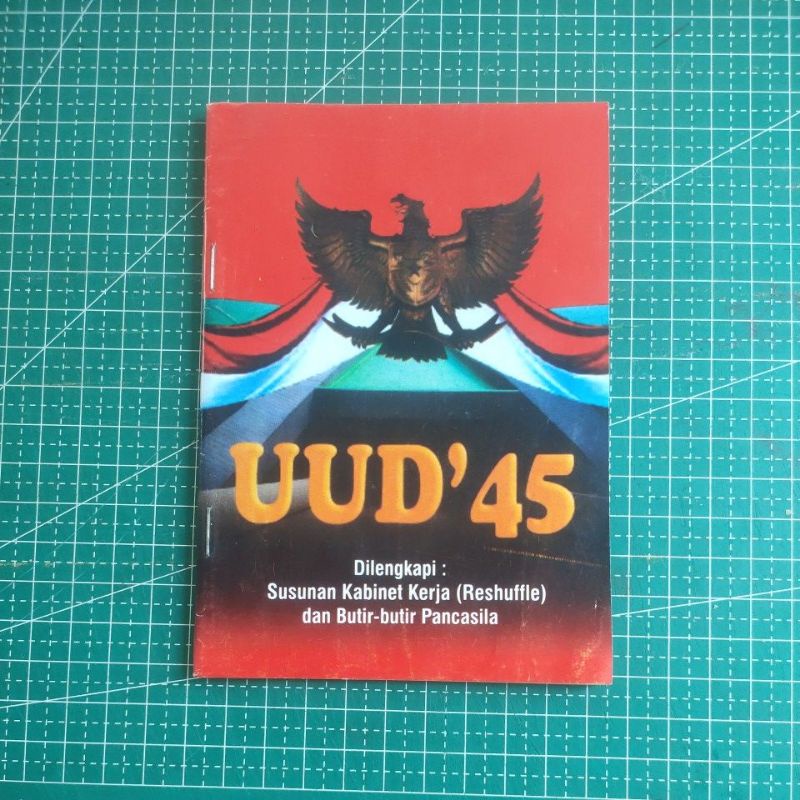 UUD'45
Dilengkapi :
Susunan Kabinet Kerja (Reshuffle)
dan Butir-butir Pancasila